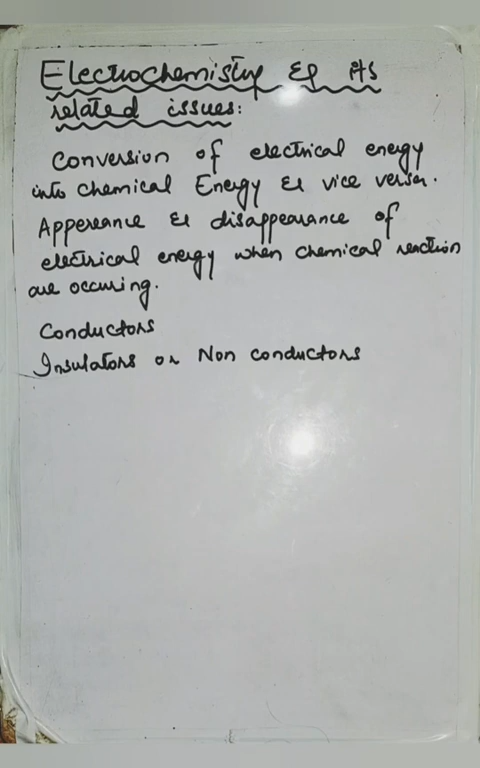 Electrochemistry & its
related issues:
Conversion of electrical energy
into chemical Energy & vice versa.
Appereance & disappearance of
electrical energy when chemical reaction
are occuring.
Conductors
Insulators or Non conductors